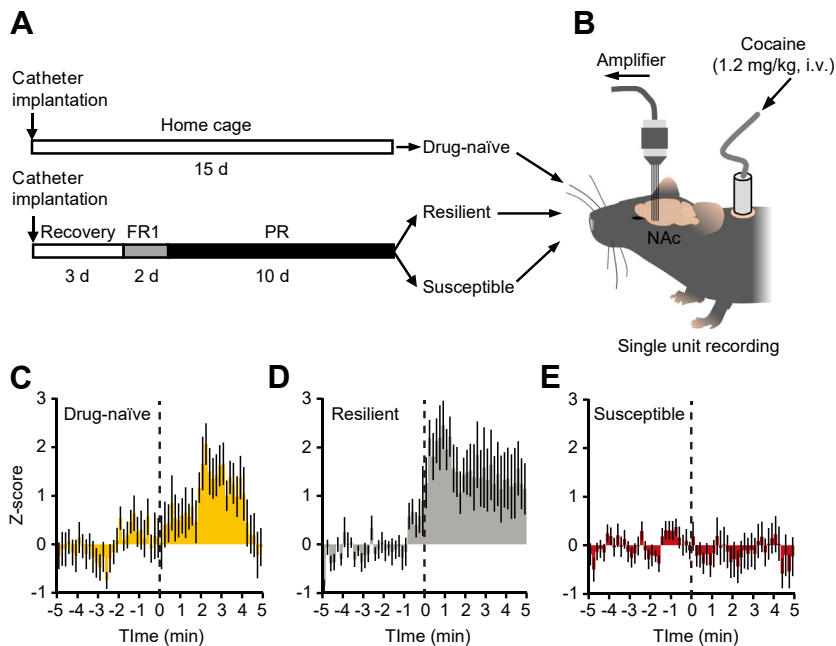 A
Catheter
implantation
Home cage
15 d
Drug-naïve
Catheter
implantation
Recovery FR1 PR
3 d 2 d 10 d
Resilient
Susceptible
B
Amplifier
Cocaine
(1.2 mg/kg, i.v.)
NAc
Single unit recording
C
Drug-naïve
Z-score
3
2
1
0
-1
-5 -4 -3 -2 -1 0 1 2 3 4 5
TIme (min)
D
Resilient
3
2
1
0
-1
-5 -4 -3 -2 -1 0 1 2 3 4 5
TIme (min)
E
Susceptible
3
2
1
0
-1
-5 -4 -3 -2 -1 0 1 2 3 4 5
TIme (min)